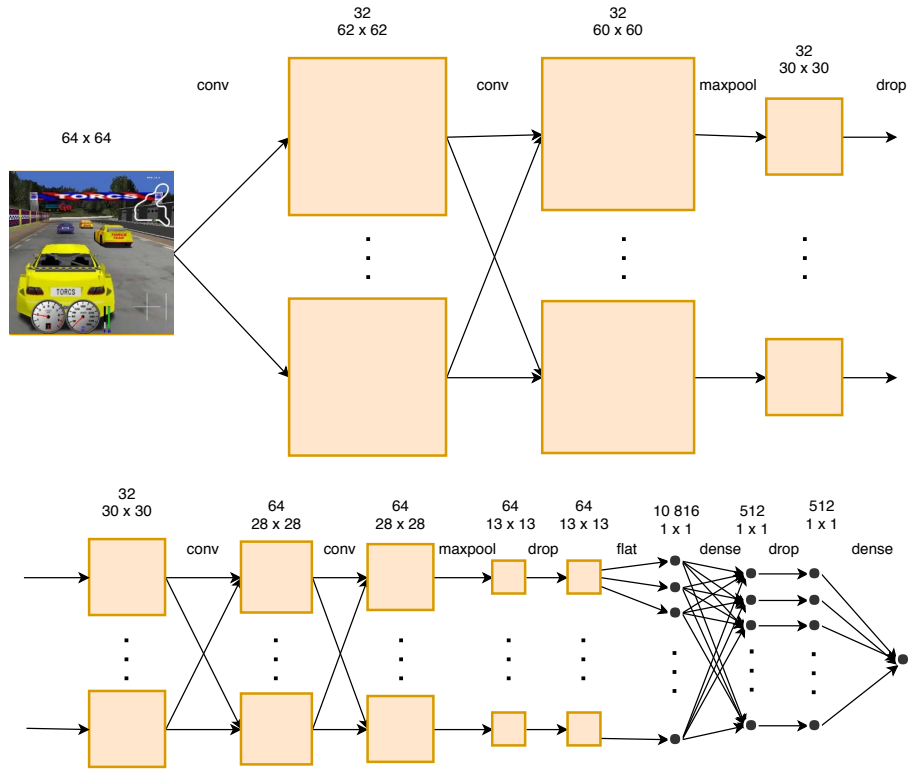 32
62 x 62
32
60 x 60
32
30 x 30
conv
conv
maxpool
drop
64 x 64
TORCS
TORCS
32
30 x 30
64
28 x 28
64
28 x 28
64
13 x 13
64
13 x 13
10 816
1 x 1
512
1 x 1
512
1 x 1
conv
conv
maxpool
drop
flat
dense
drop
dense